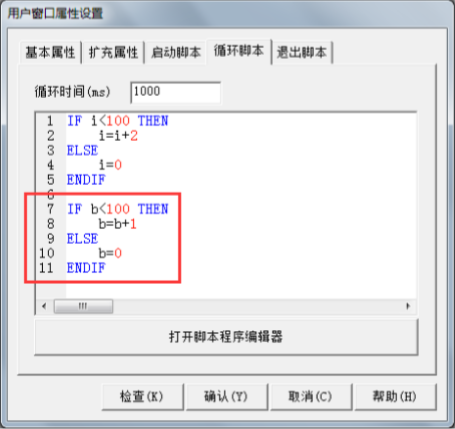 用户窗口属性设置
基本属性 扩充属性 启动脚本 循环脚本 退出脚本
循环时间(ms) 1000
1 IF i<100 THEN
2 i=i+2
3 ELSE
4 i=0
5 ENDIF
6
7 IF b<100 THEN
8 b=b+1
9 ELSE
10 b=0
11 ENDIF
打开脚本程序编辑器
检查(K) 确认(Y) 取消(C) 帮助(H)